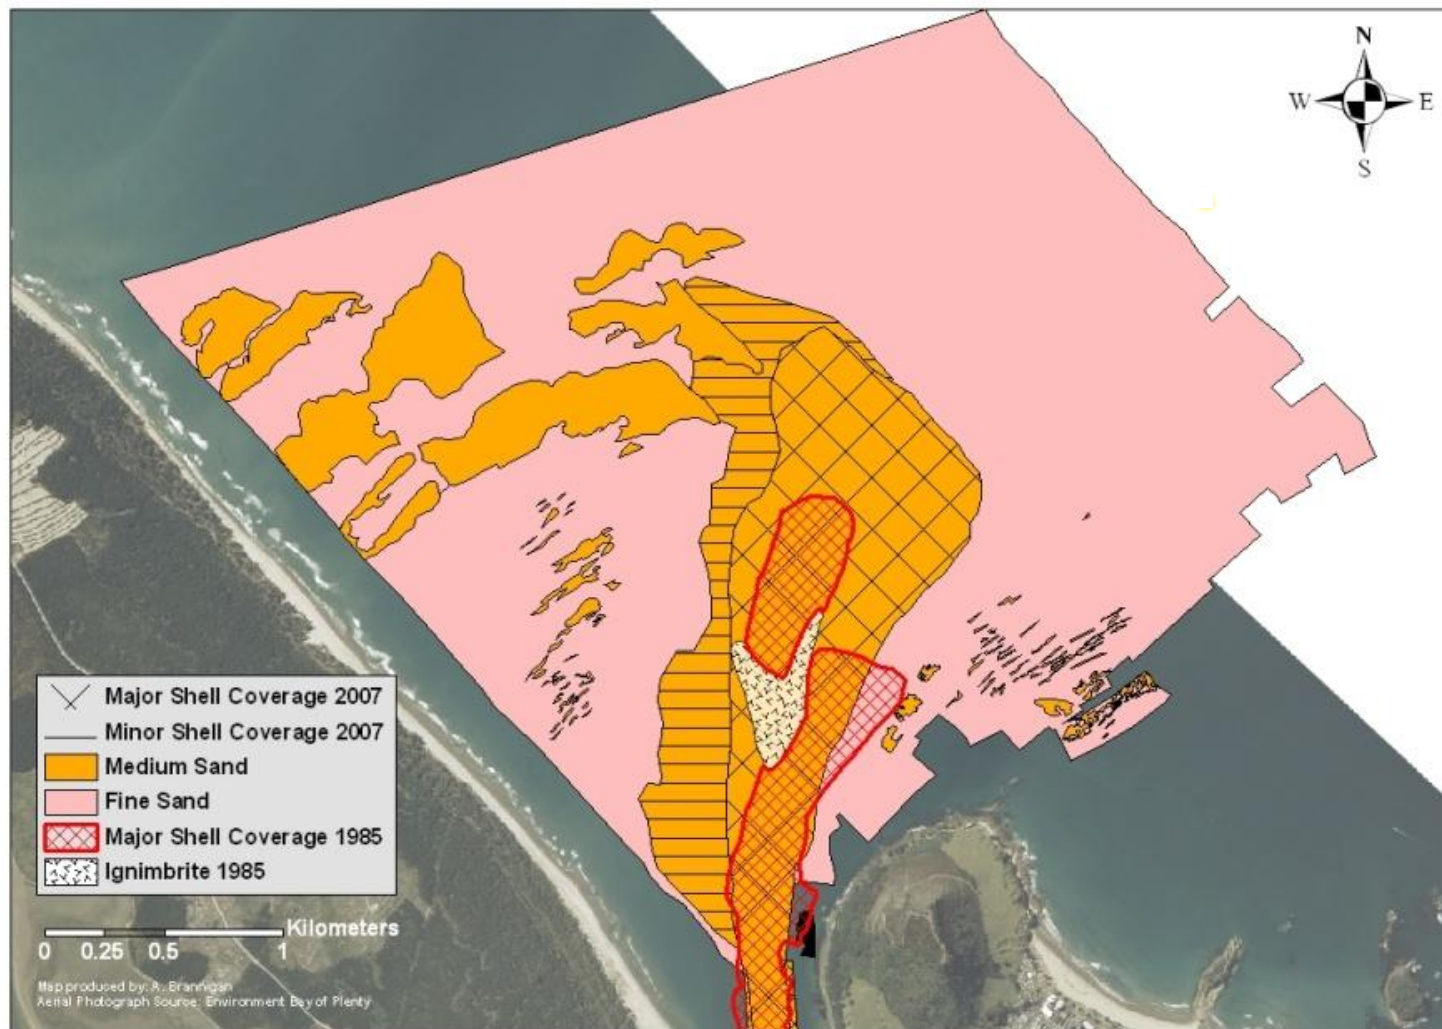 N
W E
S
Major Shell Coverage 2007
Minor Shell Coverage 2007
Medium Sand
Fine Sand
Major Shell Coverage 1985
Ignimbrite 1985
Kilometers
0 0.25 0.5 1
Map produced by: A. Brannigan
Aerial Photograph Source: Environment Bay of Plenty